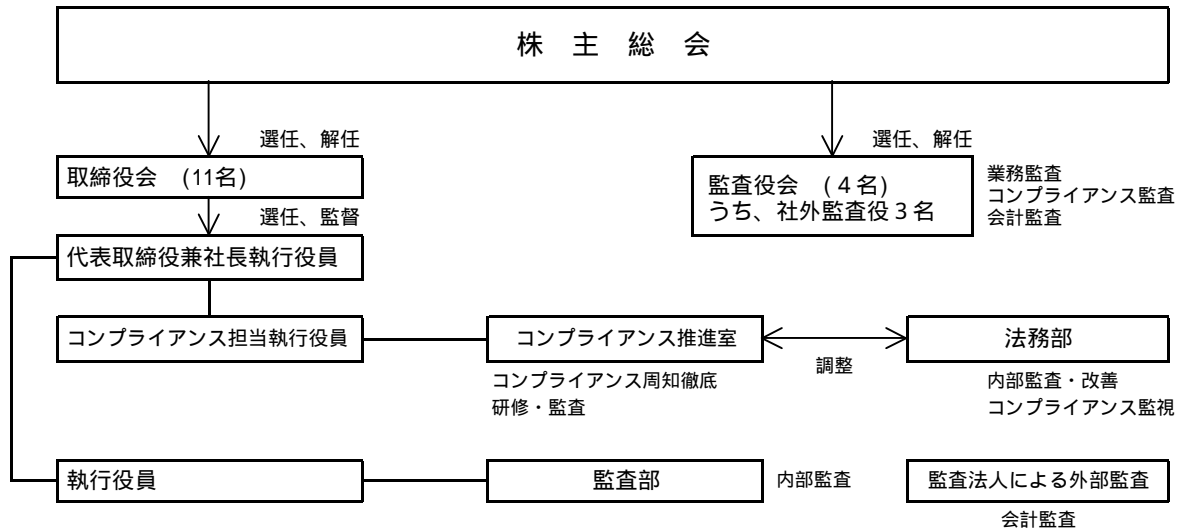 株 主 総 会
選任、解任
選任、解任
取締役会 (11名)
監査役会 (4名)
うち、社外監査役3名
業務監査
コンプライアンス監査
会計監査
選任、監督
代表取締役兼社長執行役員
コンプライアンス担当執行役員
コンプライアンス推進室
調整
法務部
コンプライアンス周知徹底
研修・監査
内部監査・改善
コンプライアンス監視
執行役員
監査部
内部監査
監査法人による外部監査
会計監査